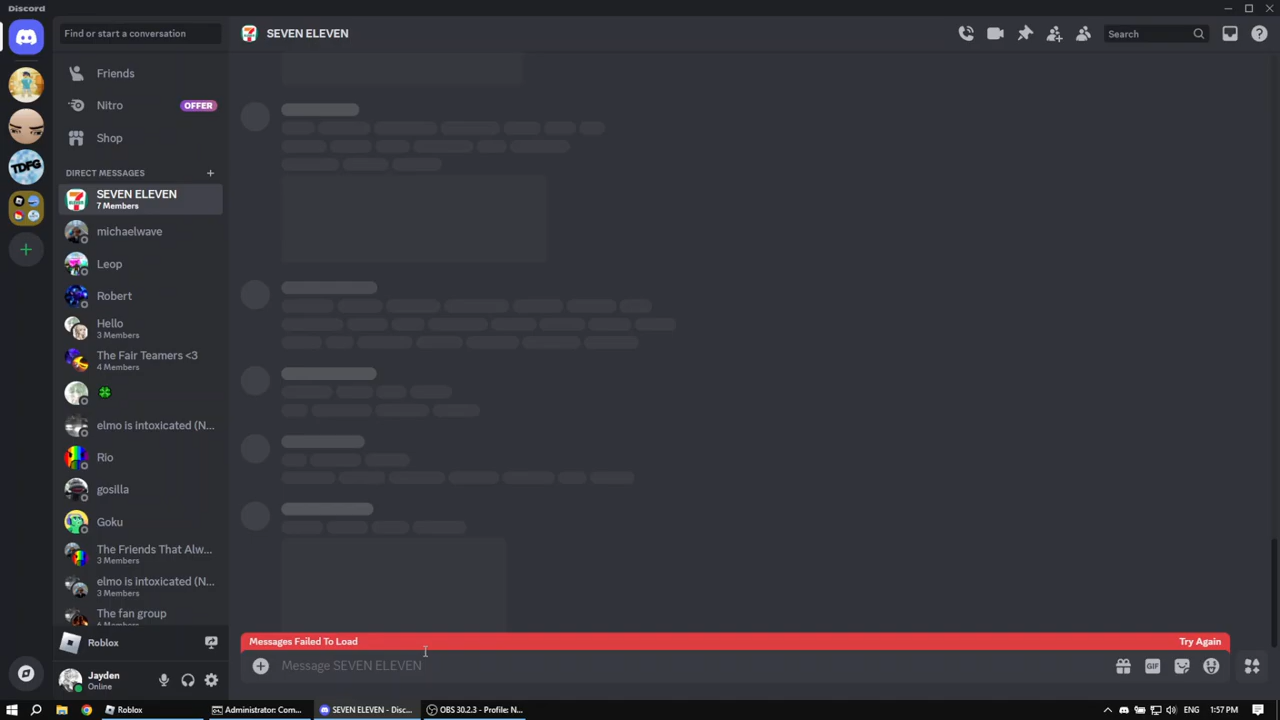 Discord
Find or start a conversation
SEVEN ELEVEN
Search
Friends
Nitro
OFFER
Shop
DIRECT MESSAGES
SEVEN ELEVEN
7 Members
michaelwave
Leop
Robert
Hello
3 Members
The Fair Teamers <3
4 Members
elmo is intoxicated (N...
Rio
gosilla
Goku
The Friends That Alw...
3 Members
elmo is intoxicated (N...
3 Members
The fan group
TDFG
Messages Failed To Load
Try Again
Message SEVEN ELEVEN
GIF
Roblox
Jayden
Online
Roblox
Administrator: Com...
SEVEN ELEVEN - Disc...
OBS 30.2.3 - Profile: N...
ENG
1:57 PM